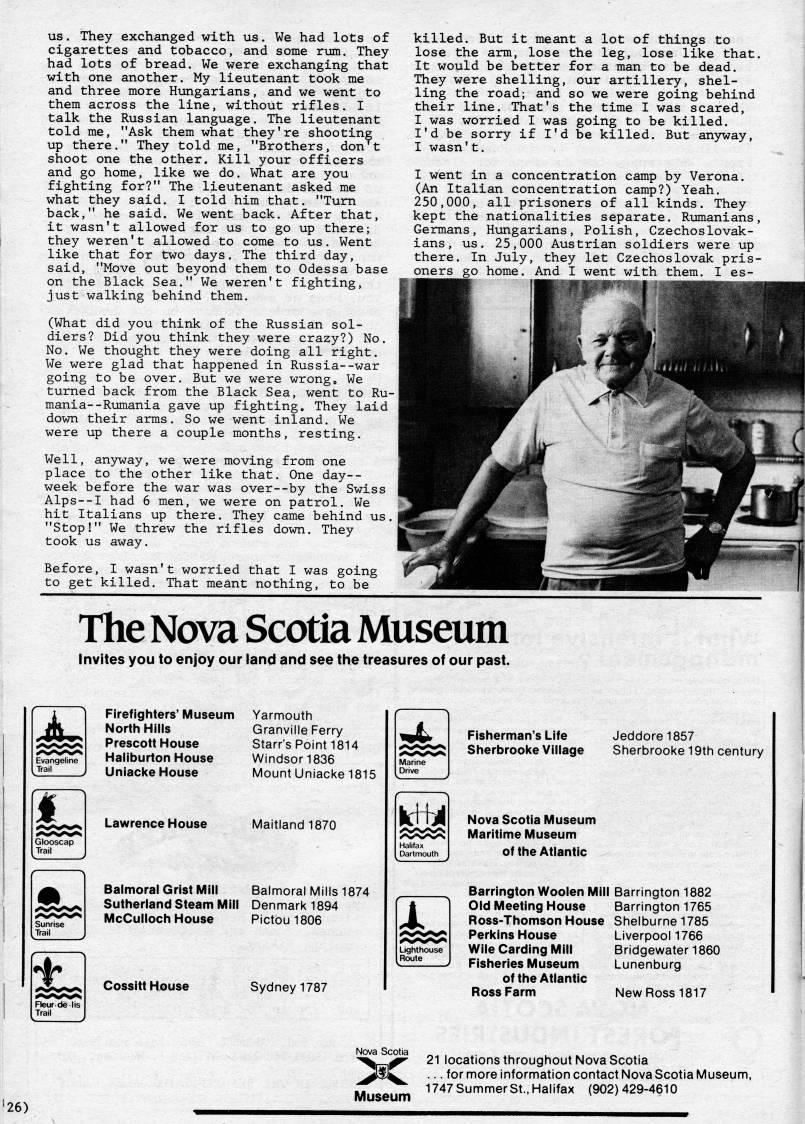 us. They exchanged with us. We had lots of
cigarettes and tobacco, and some rum. They
had lots of bread. We were exchanging that
with one another. My lieutenant took me
and three more Hungarians, and we went to
them across the line, without rifles. I
talk the Russian language. The lieutenant
told me, "Ask them what they're shooting
up there." They told me, "Brothers, don't
shoot one the other. Kill your officers
and go home, like we do. What are you
fighting for?" The lieutenant asked me
what they said. I told him that. "Turn
back," he said. We went back. After that,
it wasn't allowed for us to go up there;
they weren't allowed to come to us. Went
like that for two days. The third day,
said, "Move out beyond them to Odessa base
on the Black Sea." We weren't fighting,
just walking behind them.

(What did you think of the Russian sol-
diers? Did you think they were crazy?) No.
No. We thought they were doing all right.
We were glad that happened in Russia--war
going to be over. But we were wrong. We
turned back from the Black Sea, went to Ru-
mania--Rumania gave up fighting. They laid
down their arms. So we went inland. We
were up there a couple months, resting.

Well, anyway, we were moving from one
place to the other like that. One day--
week before the war was over--by the Swiss
Alps--I had 6 men, we were on patrol. We
hit Italians up there. They came behind us.
"Stop!" We threw the rifles down. They
took us away.

Before, I wasn't worried that I was going
to get killed. That meant nothing, to be
killed. But it meant a lot of things to
lose the arm, lose the leg, lose like that.
It would be better for a man to be dead.
They were shelling, our artillery, shel-
ling the road; and so we were going behind
their line. That's the time I was scared,
I was worried I was going to be killed.
I'd be sorry if I'd be killed. But anyway,
I wasn't.

I went in a concentration camp by Verona.
(An Italian concentration camp?) Yeah.
250,000, all prisoners of all kinds. They
kept the nationalities separate. Rumanians,
Germans, Hungarians, Polish, Czechoslovak-
ians, us. 25,000 Austrian soldiers were up
there. In July, they let Czechoslovak pris-
oners go home. And I went with them. I es-

The Nova Scotia Museum
Invites you to enjoy our land and see the treasures of our past.

Evangeline
Trail
Firefighters' Museum Yarmouth
North Hills Granville Ferry
Prescott House Starr's Point 1814
Haliburton House Windsor 1836
Uniacke House Mount Uniacke 1815

Glooscap
Trail
Lawrence House Maitland 1870

Sunrise
Trail
Balmoral Grist Mill Balmoral Mills 1874
Sutherland Steam Mill Denmark 1894
McCulloch House Pictou 1806

Fleur-de-lis
Trail
Cossitt House Sydney 1787

Marine
Drive
Fisherman's Life Jeddore 1857
Sherbrooke Village Sherbrooke 19th century

Halifax
Dartmouth
Nova Scotia Museum
Maritime Museum
of the Atlantic

Lighthouse
Route
Barrington Woolen Mill Barrington 1882
Old Meeting House Barrington 1765
Ross-Thomson House Shelburne 1785
Perkins House Liverpool 1766
Wile Carding Mill Bridgewater 1860
Fisheries Museum Lunenburg
of the Atlantic
Ross Farm New Ross 1817

Nova Scotia
Museum
21 locations throughout Nova Scotia
. . . for more information contact Nova Scotia Museum,
1747 Summer St., Halifax (902) 429-4610
26)